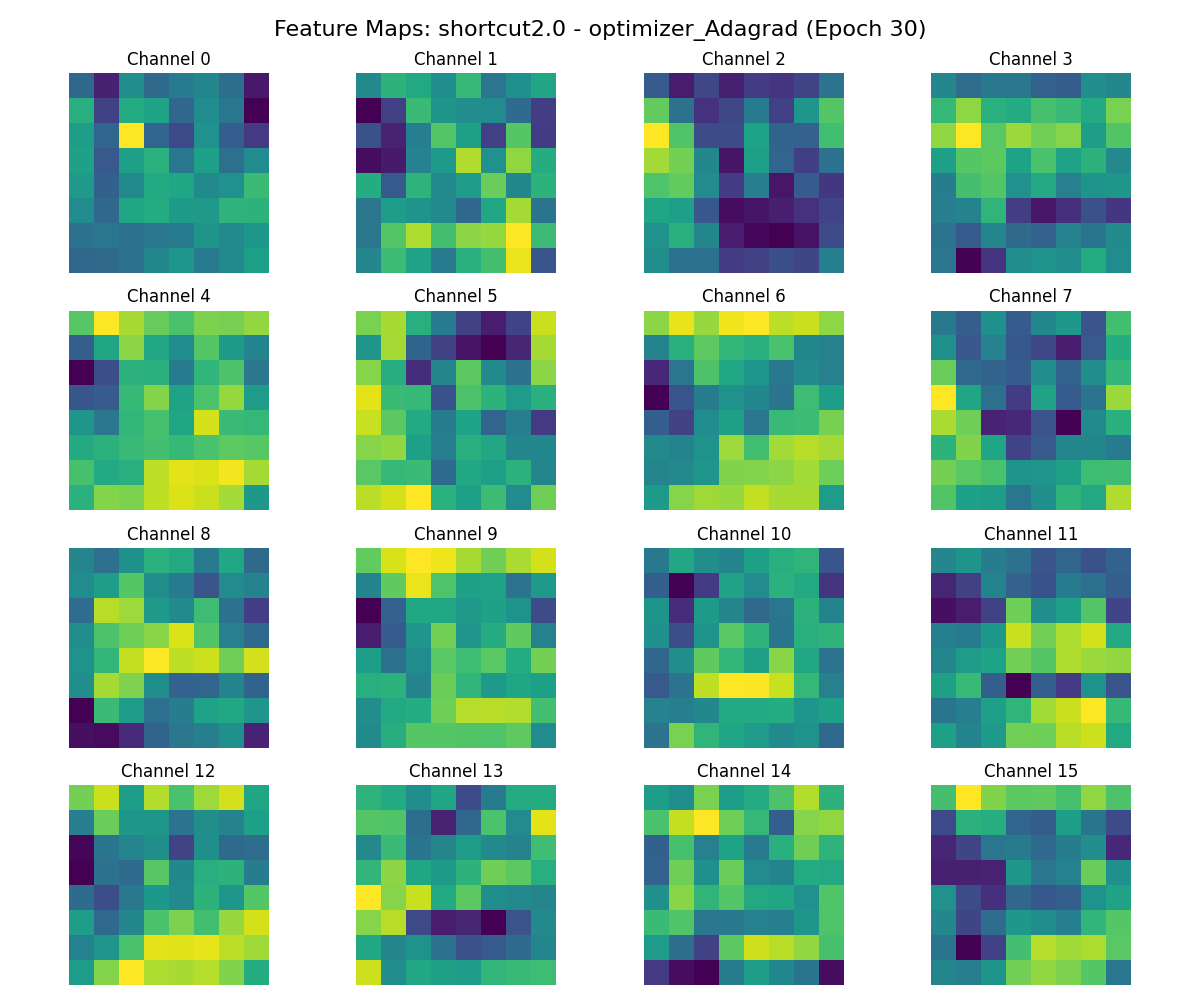 Feature Maps: shortcut2.0 - optimizer_Adagrad (Epoch 30)
Channel 0
Channel 1
Channel 2
Channel 3
Channel 4
Channel 5
Channel 6
Channel 7
Channel 8
Channel 9
Channel 10
Channel 11
Channel 12
Channel 13
Channel 14
Channel 15